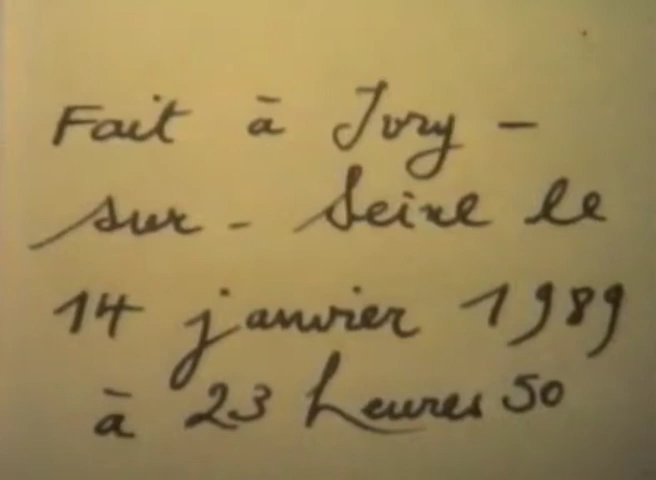 Fait à Ivry -
sur - Seine le
14 janvier 1989
à 23 heures 50